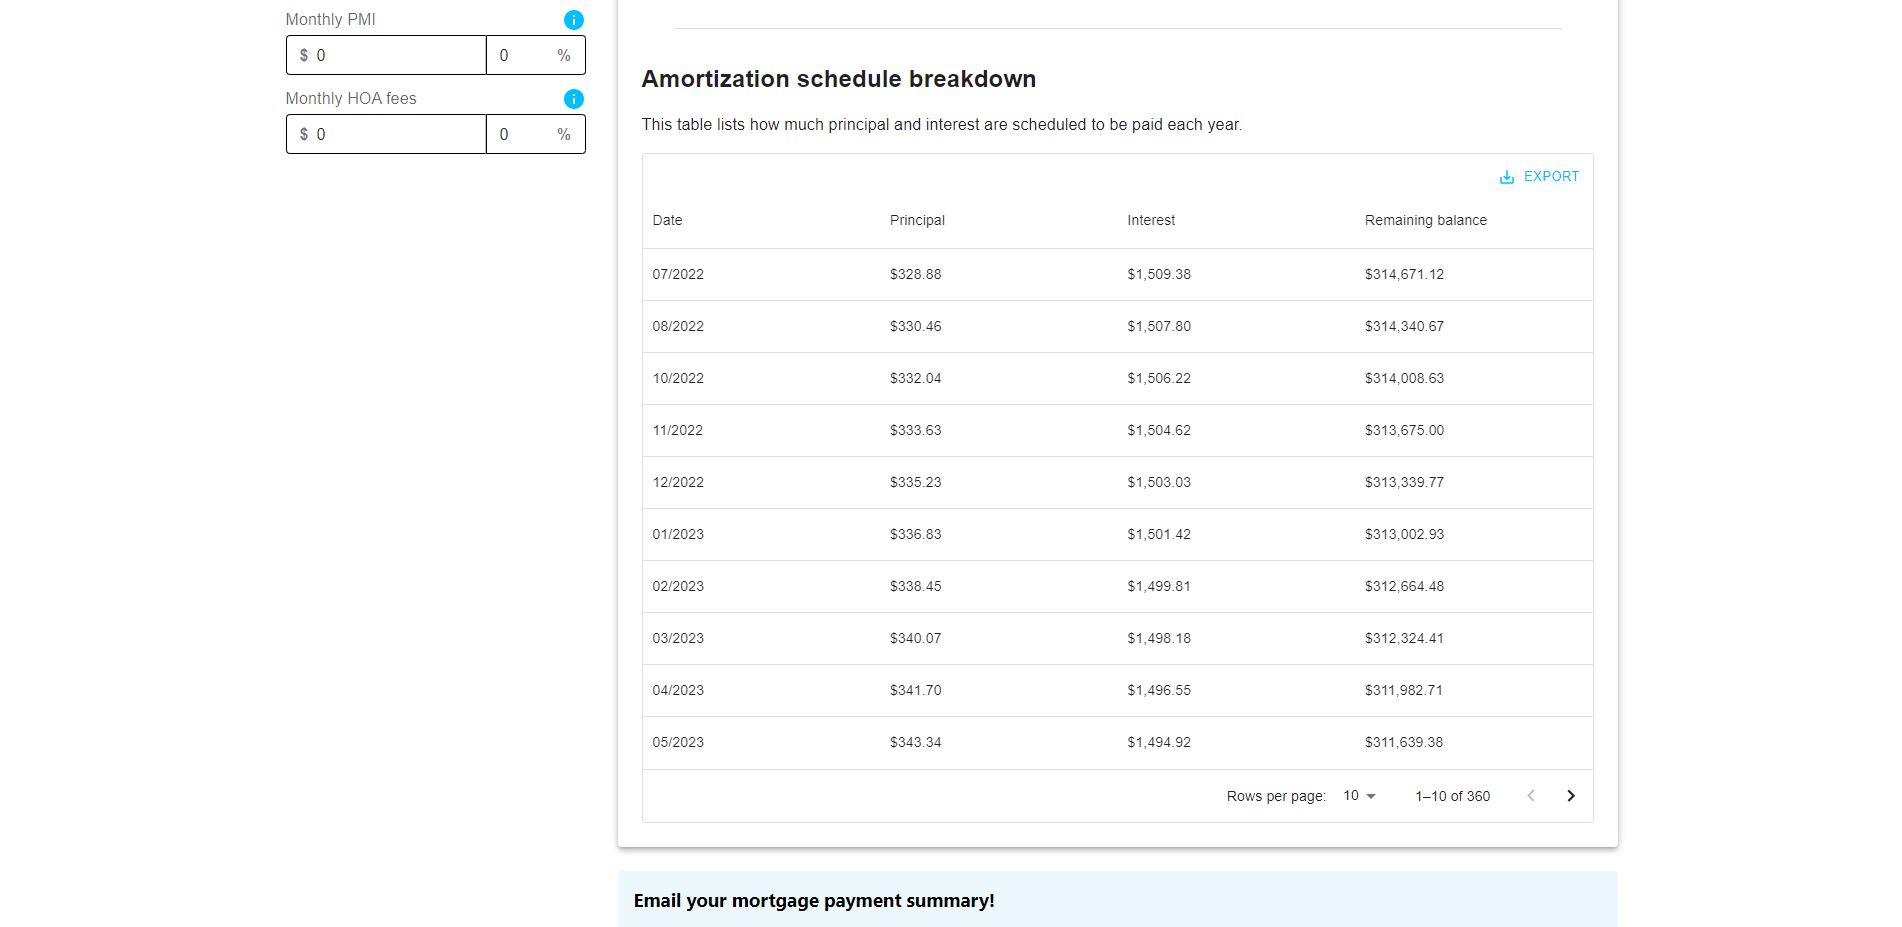 Monthly PMI
$ 0 0 %
Monthly HOA fees
$ 0 0 %
Amortization schedule breakdown
This table lists how much principal and interest are scheduled to be paid each year.
EXPORT
Date Principal Interest Remaining balance
07/2022 $328.88 $1,509.38 $314,671.12
08/2022 $330.46 $1,507.80 $314,340.67
10/2022 $332.04 $1,506.22 $314,008.63
11/2022 $333.63 $1,504.62 $313,675.00
12/2022 $335.23 $1,503.03 $313,339.77
01/2023 $336.83 $1,501.42 $313,002.93
02/2023 $338.45 $1,499.81 $312,664.48
03/2023 $340.07 $1,498.18 $312,324.41
04/2023 $341.70 $1,496.55 $311,982.71
05/2023 $343.34 $1,494.92 $311,639.38
Rows per page: 10 1–10 of 360
Email your mortgage payment summary!